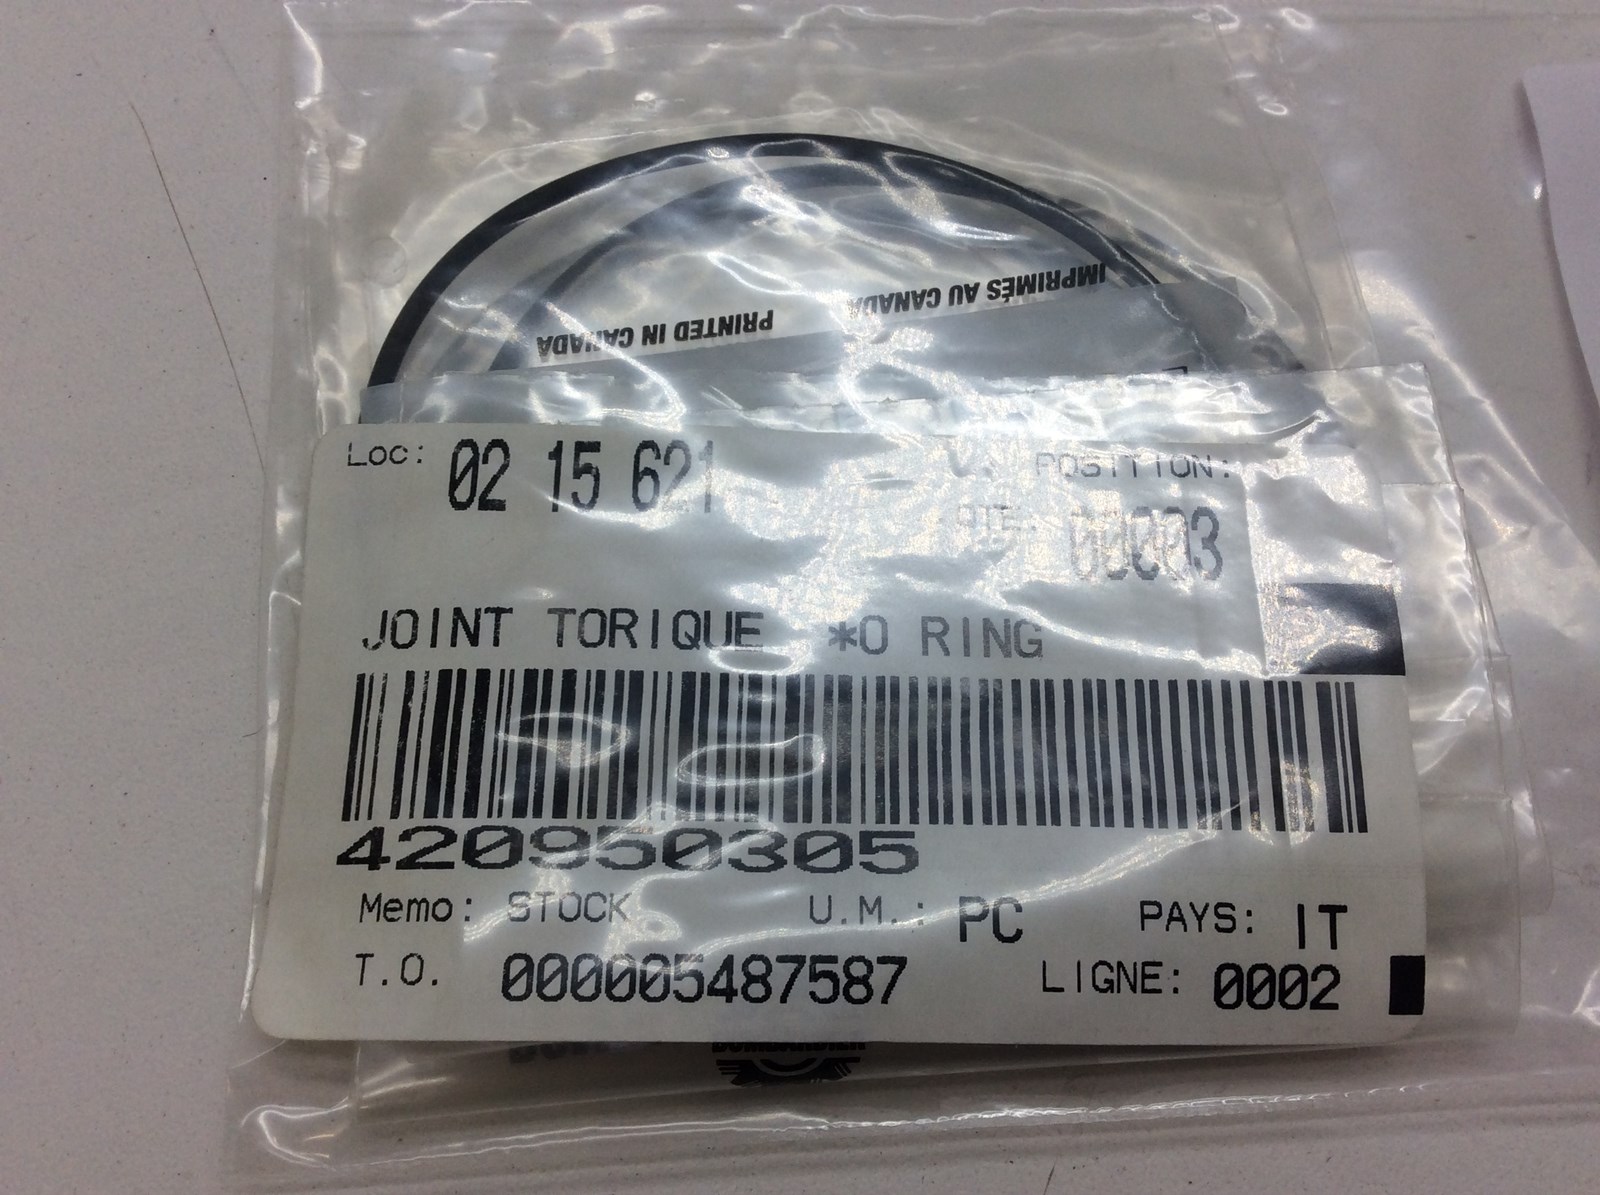 IMPRIMÉS AU CANADA
PRINTED IN CANADA
Loc: 02 15 621 POSITION:
00003
JOINT TORIQUE *O RING
420950305
Memo: STOCK U.M.: PC PAYS: IT
T.O. 000005487587 LIGNE: 0002
BOMBARDIER